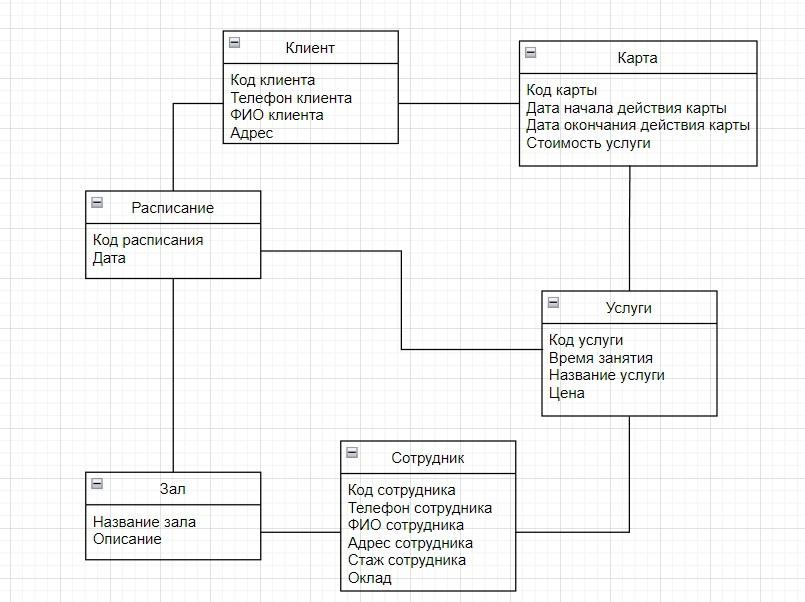 Клиент
Код клиента
Телефон клиента
ФИО клиента
Адрес
Карта
Код карты
Дата начала действия карты
Дата окончания действия карты
Стоимость услуги
Расписание
Код расписания
Дата
Услуги
Код услуги
Время занятия
Название услуги
Цена
Сотрудник
Код сотрудника
Телефон сотрудника
ФИО сотрудника
Адрес сотрудника
Стаж сотрудника
Оклад
Зал
Название зала
Описание